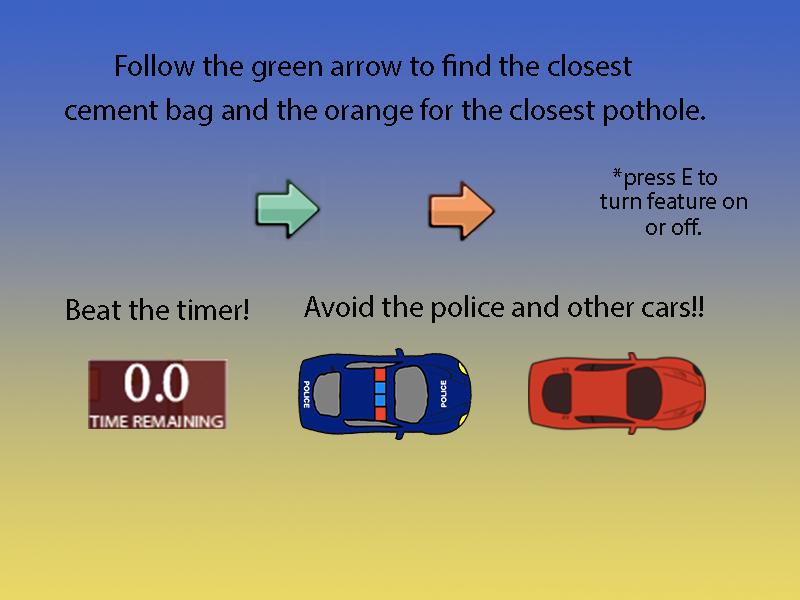 Follow the green arrow to find the closest
cement bag and the orange for the closest pothole.
*press E to
turn feature on
or off.
Beat the timer!
Avoid the police and other cars!!
0.0
TIME REMAINING
POLICE
POLICE